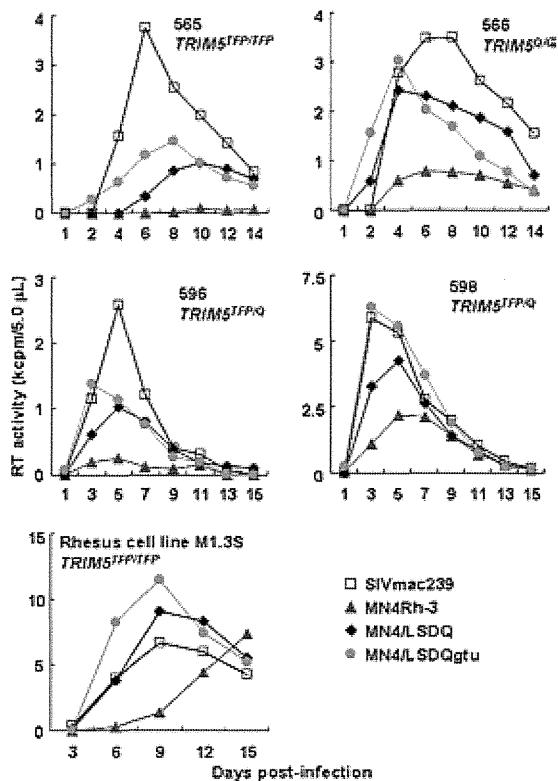 565
TRIM5TFP/TFP
4
3
2
1
0
1 2 4 6 8 10 12 14
566
TRIM5Q/Q
4
3
2
1
0
1 2 4 6 8 10 12 14
596
TRIM5TFP/Q
3
2
1
0
1 3 5 7 9 11 13 15
598
TRIM5TFP/Q
7.5
5
2.5
0
1 3 5 7 9 11 13 15
RT activity (kcpm/5.0 μL)
Rhesus cell line M1.3S
TRIM5TFP/TFP
15
10
5
0
3 6 9 12 15
SIVmac239
MN4Rh-3
MN4/LSDQ
MN4/LSDQgtu
Days post-infection